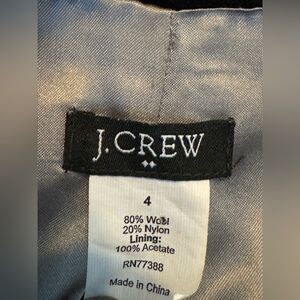 J.CREW
4
80% Wool
20% Nylon
Lining:
100% Acetate
RN77388
Made in China